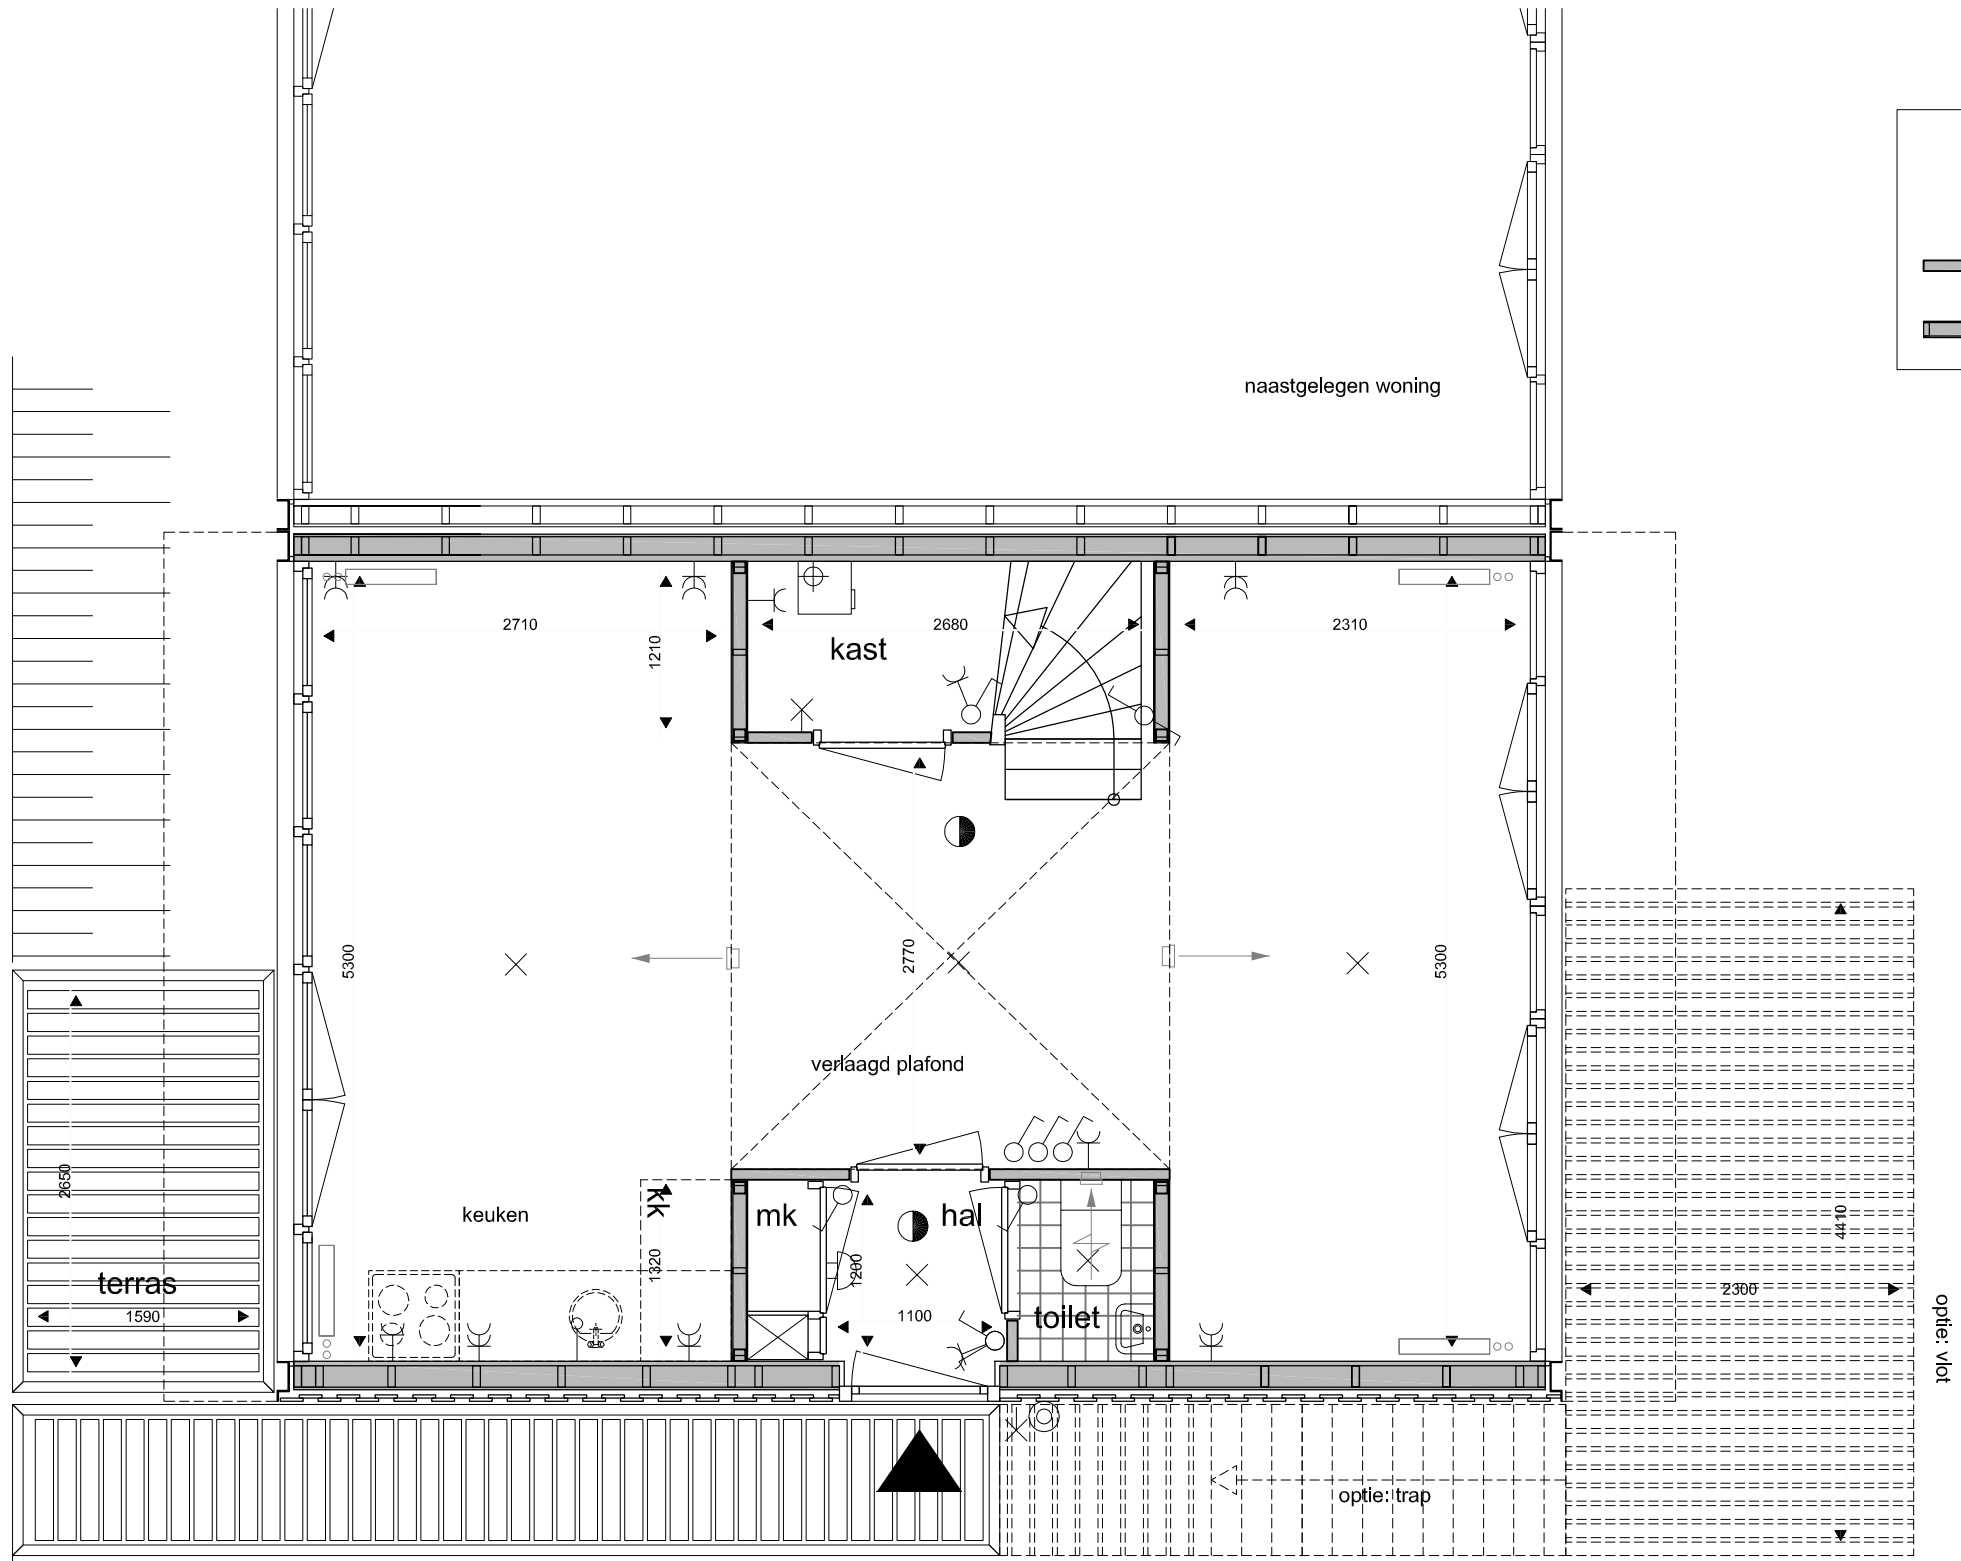 naastgelegen woning
2710
1210
kast
2680
2310
5300
2770
5300
verlaagd plafond
2650
keuken
kk
1320
mk
hal
1200
1100
toilet
terras
1590
4410
2300
optie: vlot
optie: trap